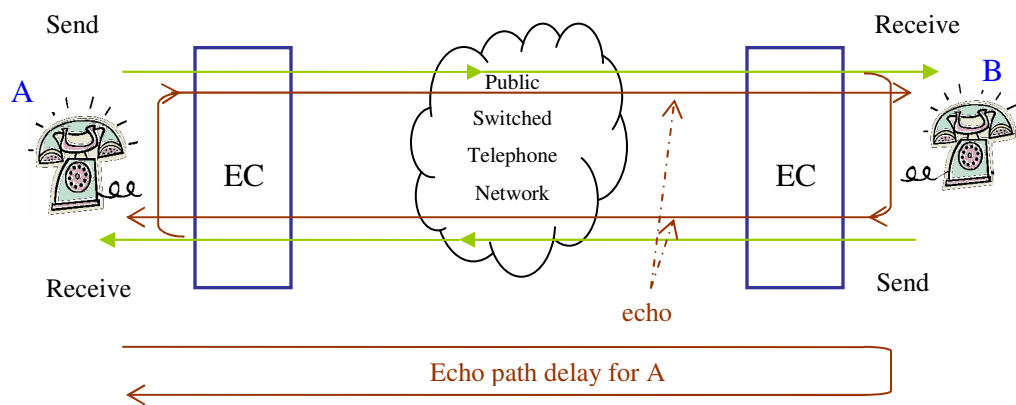 Send
Receive
A
B
Public
Switched
Telephone
Network
EC
EC
Receive
Send
echo
Echo path delay for A